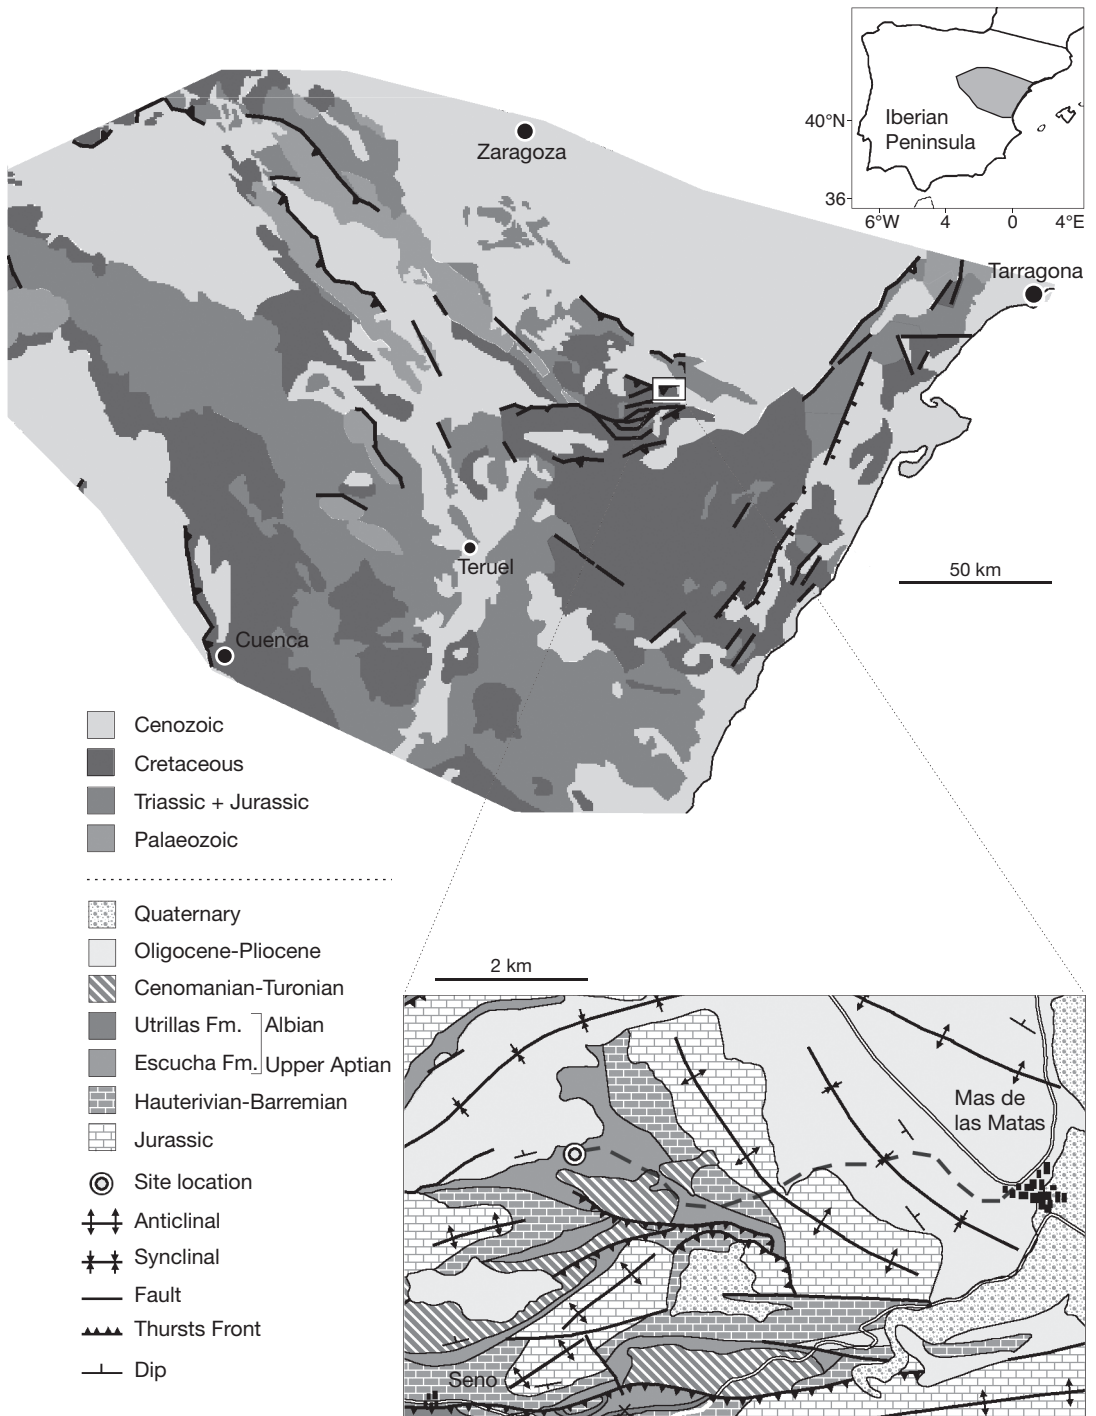 Iberian
Peninsula
40°N
36
6°W
4
0
4°E
Zaragoza
Tarragona
Teruel
50 km
Cuenca
Cenozoic
Cretaceous
Triassic + Jurassic
Palaeozoic
Quaternary
Oligocene-Pliocene
Cenomanian-Turonian
Utrillas Fm. Albian
Escucha Fm. Upper Aptian
Hauterivian-Barremian
Jurassic
Site location
Anticlinal
Synclinal
Fault
Thursts Front
Dip
2 km
Mas de
las Matas
Seno